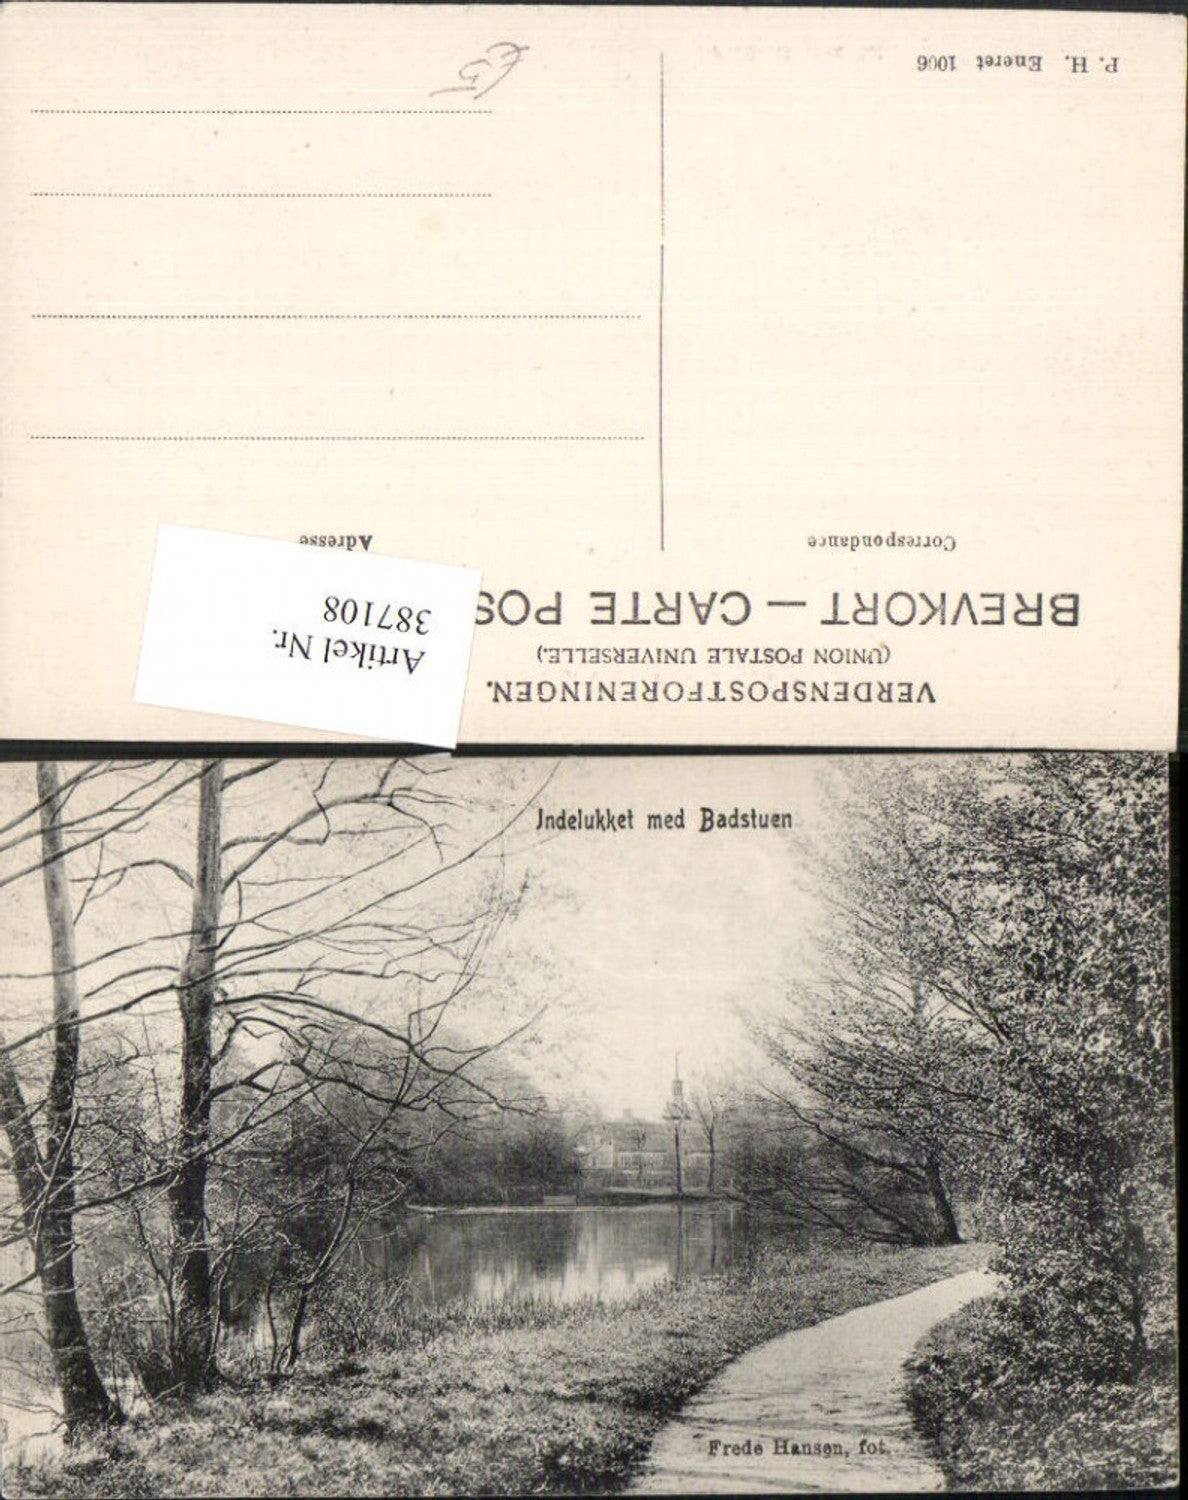 VERDENSPOSTFORENINGEN.
(UNION POSTALE UNIVERSELLE.)
BREVKORT — CARTE POS
Correspondance
Adresse
Artikel Nr.
387108
P. H. Eneret 1006
Indelukket med Badstuen
Frede Hansen, fot.